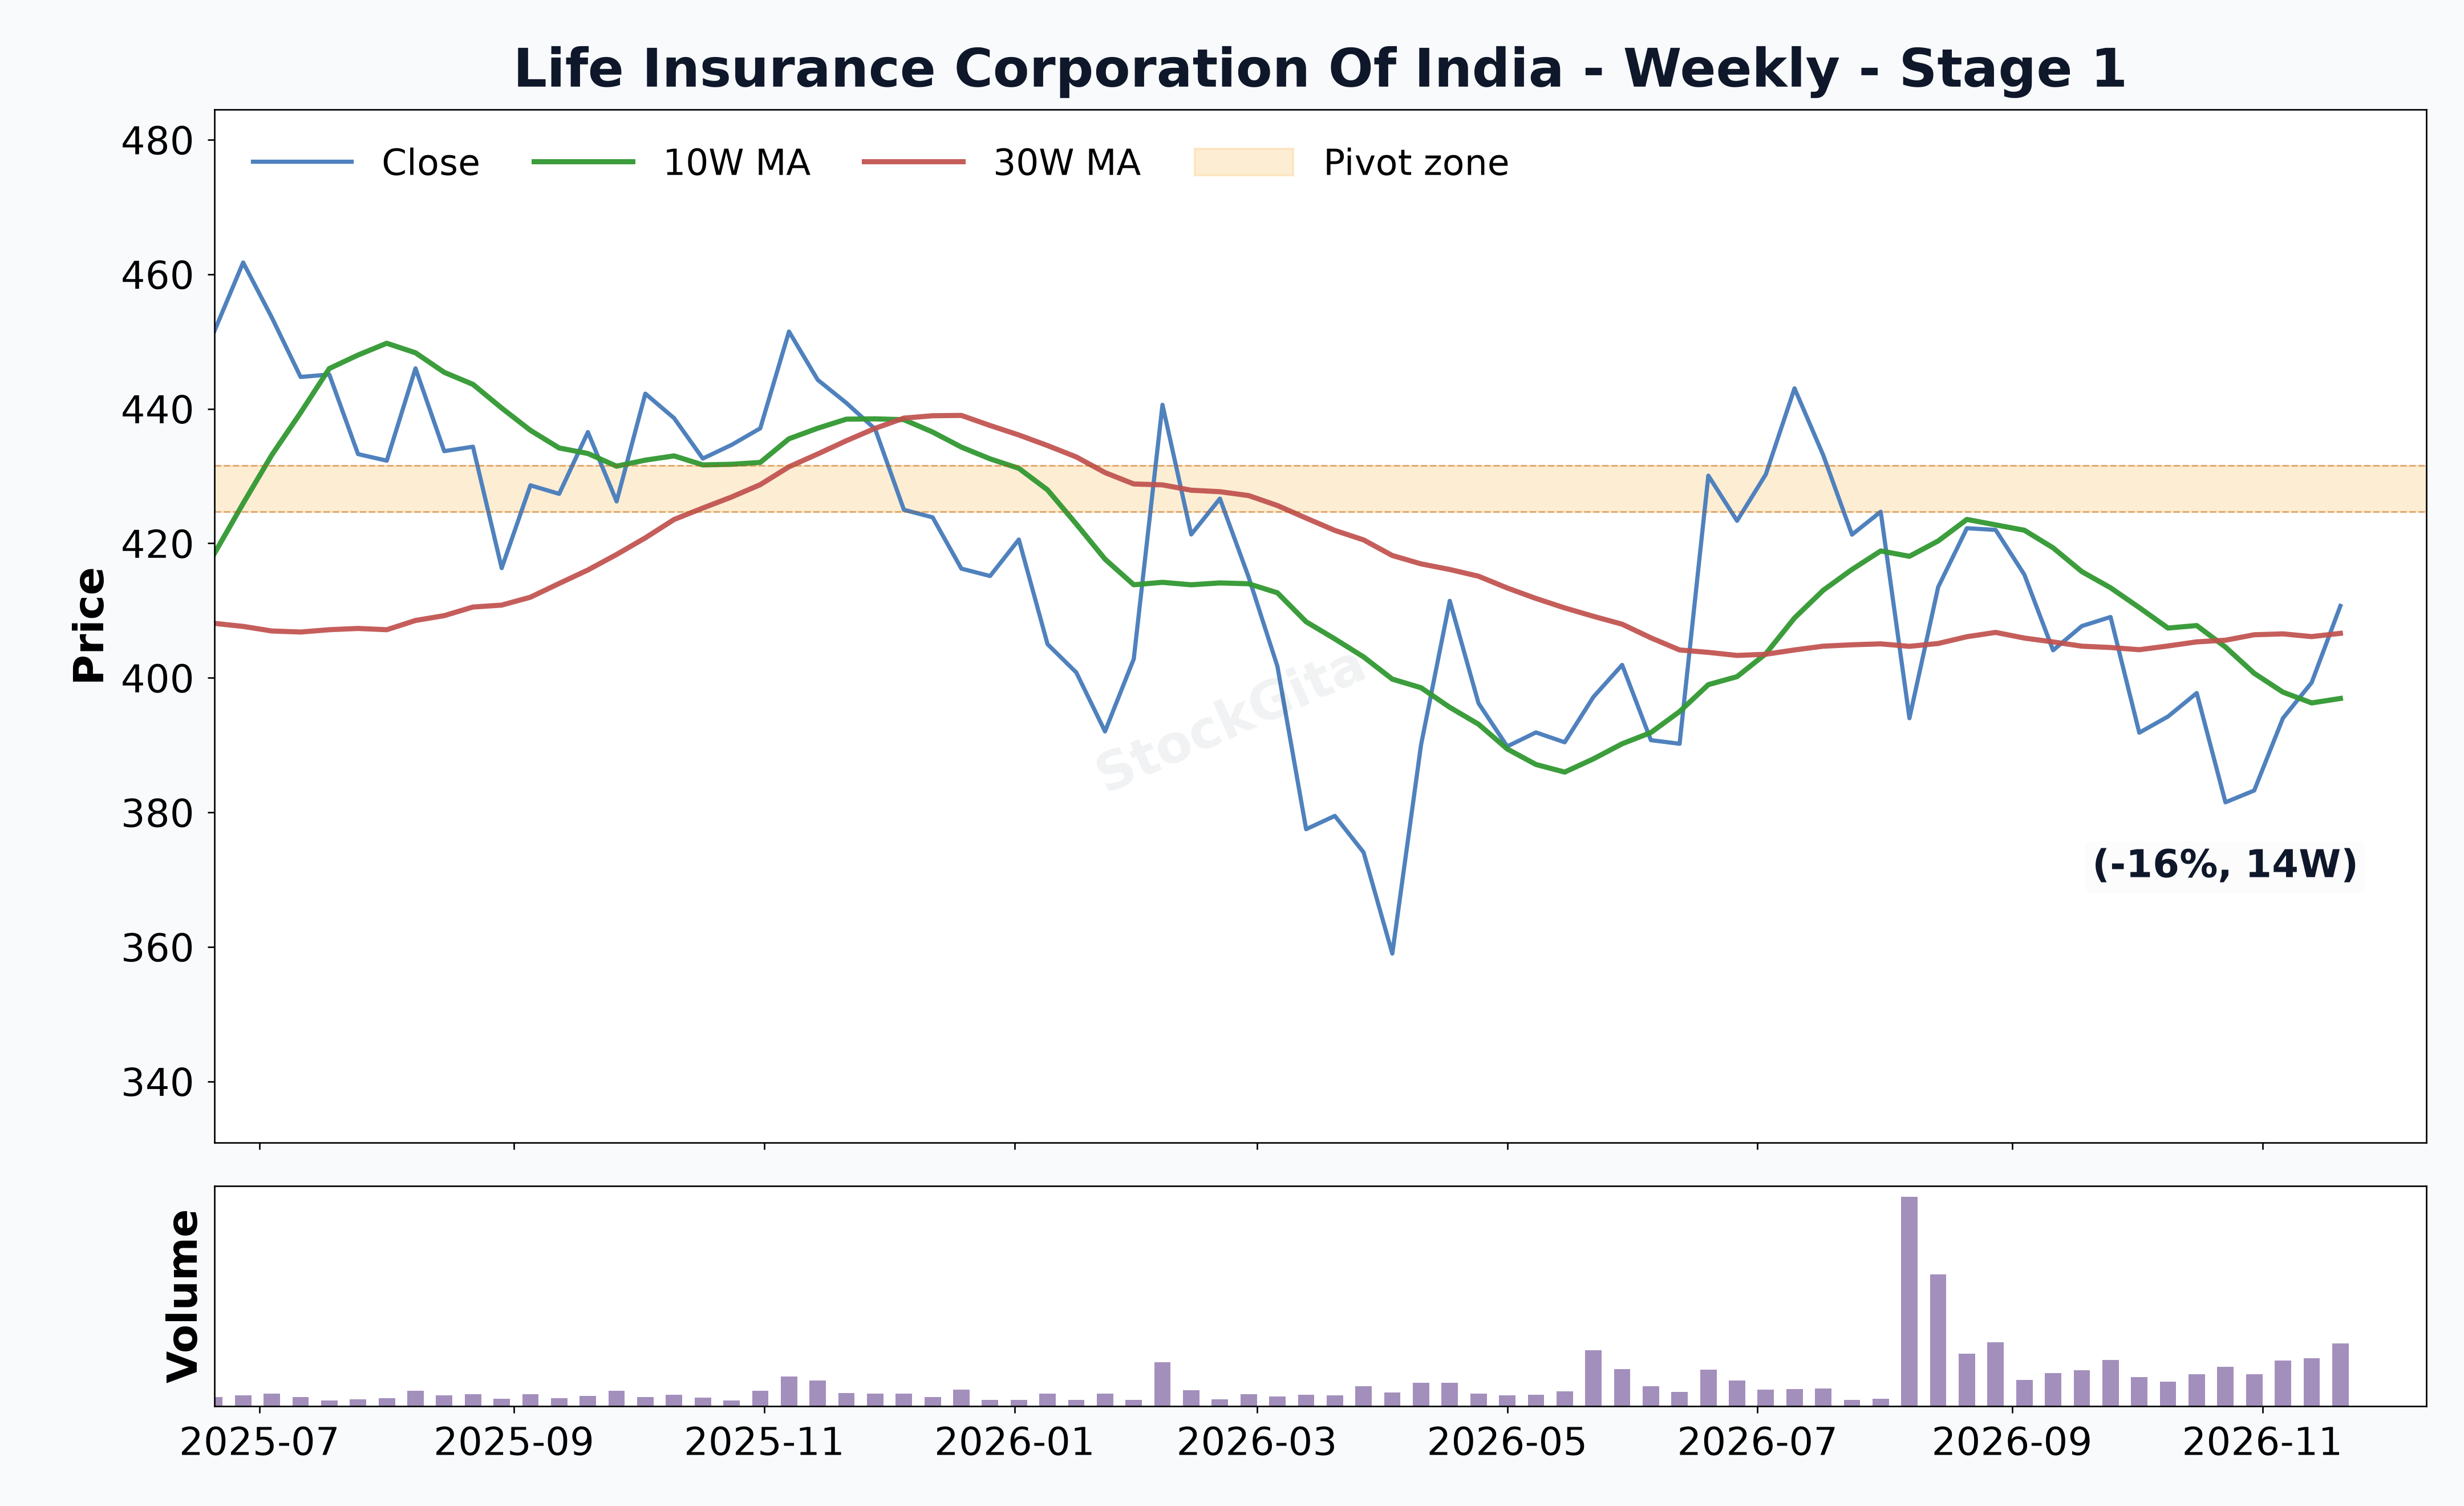 Life Insurance Corporation Of India - Weekly - Stage 1
Close 10W MA 30W MA Pivot zone
480
460
440
420
400
380
360
340
Price
StockGita
(-16%, 14W)
Volume
2025-07 2025-09 2025-11 2026-01 2026-03 2026-05 2026-07 2026-09 2026-11